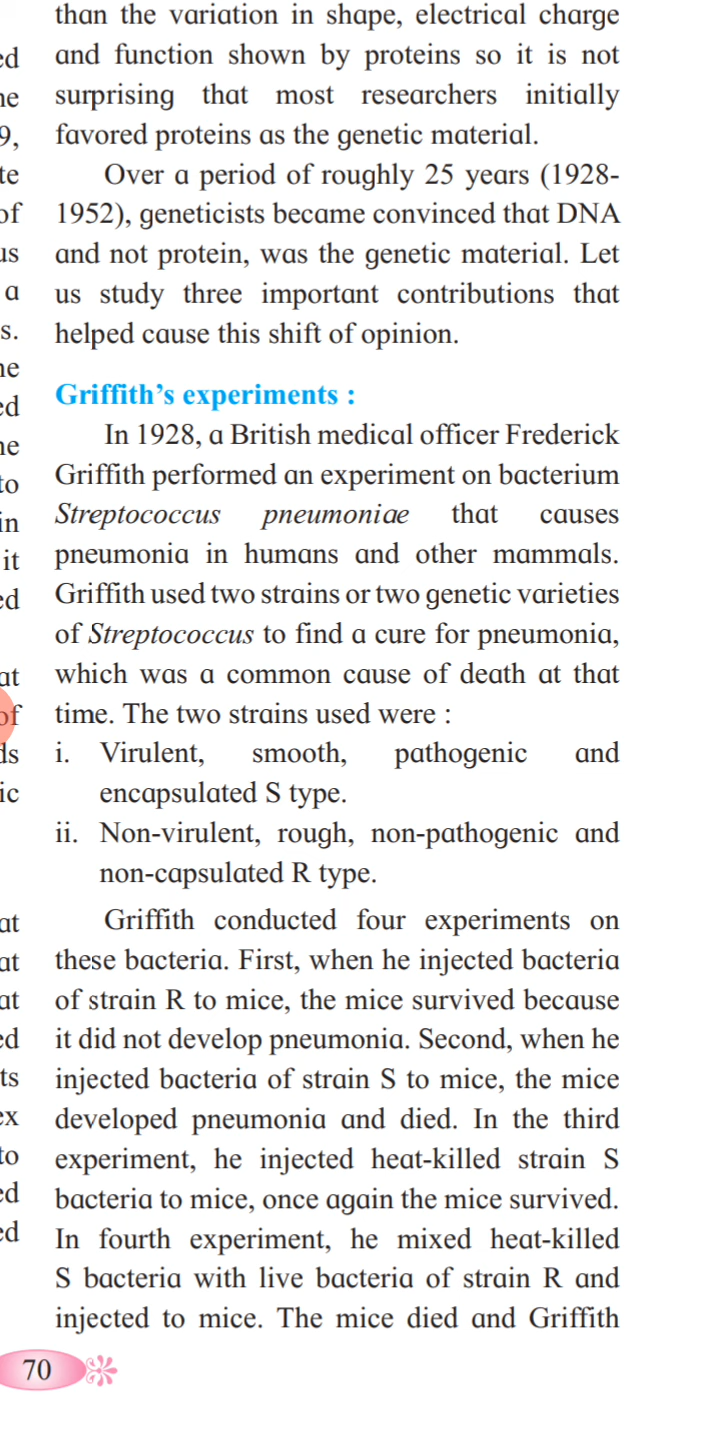 than the variation in shape, electrical charge
and function shown by proteins so it is not
surprising that most researchers initially
favored proteins as the genetic material.
Over a period of roughly 25 years (1928-
1952), geneticists became convinced that DNA
and not protein, was the genetic material. Let
us study three important contributions that
helped cause this shift of opinion.
Griffith's experiments :
In 1928, a British medical officer Frederick
Griffith performed an experiment on bacterium
Streptococcus pneumoniae that causes
pneumonia in humans and other mammals.
Griffith used two strains or two genetic varieties
of Streptococcus to find a cure for pneumonia,
which was a common cause of death at that
time. The two strains used were :
i. Virulent, smooth, pathogenic and
encapsulated S type.
ii. Non-virulent, rough, non-pathogenic and
non-capsulated R type.
Griffith conducted four experiments on
these bacteria. First, when he injected bacteria
of strain R to mice, the mice survived because
it did not develop pneumonia. Second, when he
injected bacteria of strain S to mice, the mice
developed pneumonia and died. In the third
experiment, he injected heat-killed strain S
bacteria to mice, once again the mice survived.
In fourth experiment, he mixed heat-killed
S bacteria with live bacteria of strain R and
injected to mice. The mice died and Griffith
70